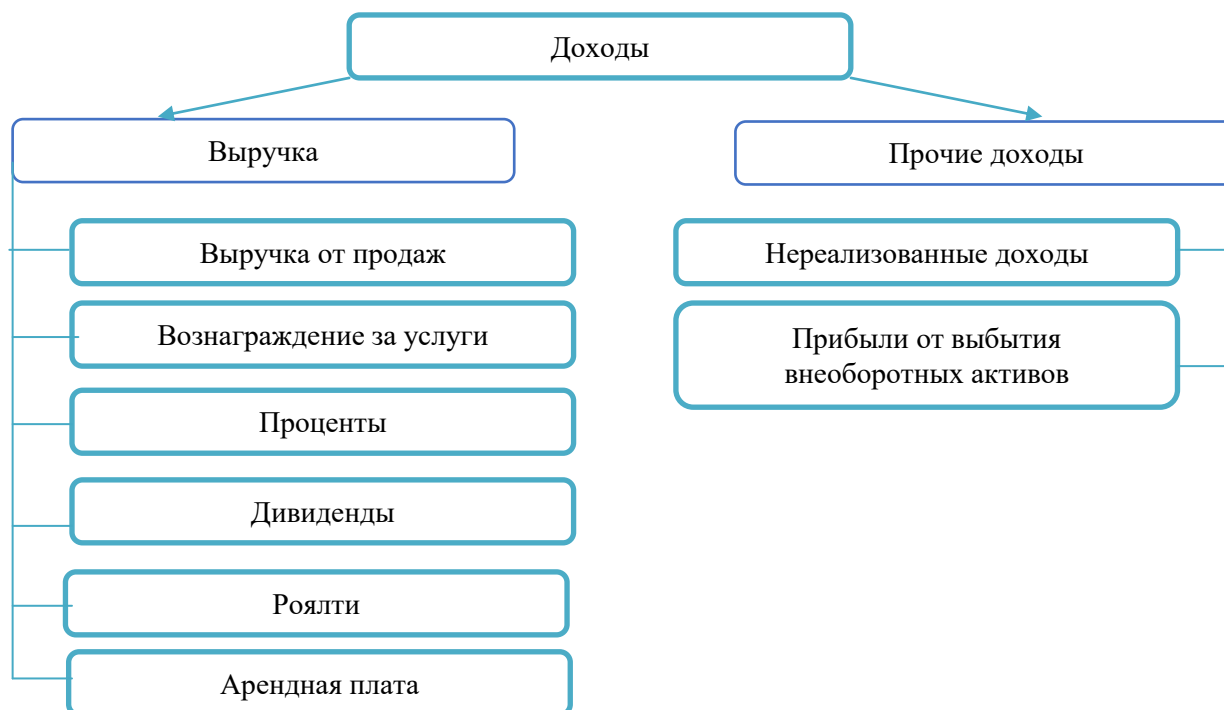 Доходы
Выручка
Прочие доходы
Выручка от продаж
Вознаграждение за услуги
Проценты
Дивиденды
Роялти
Арендная плата
Нереализованные доходы
Прибыли от выбытия
внеоборотных активов